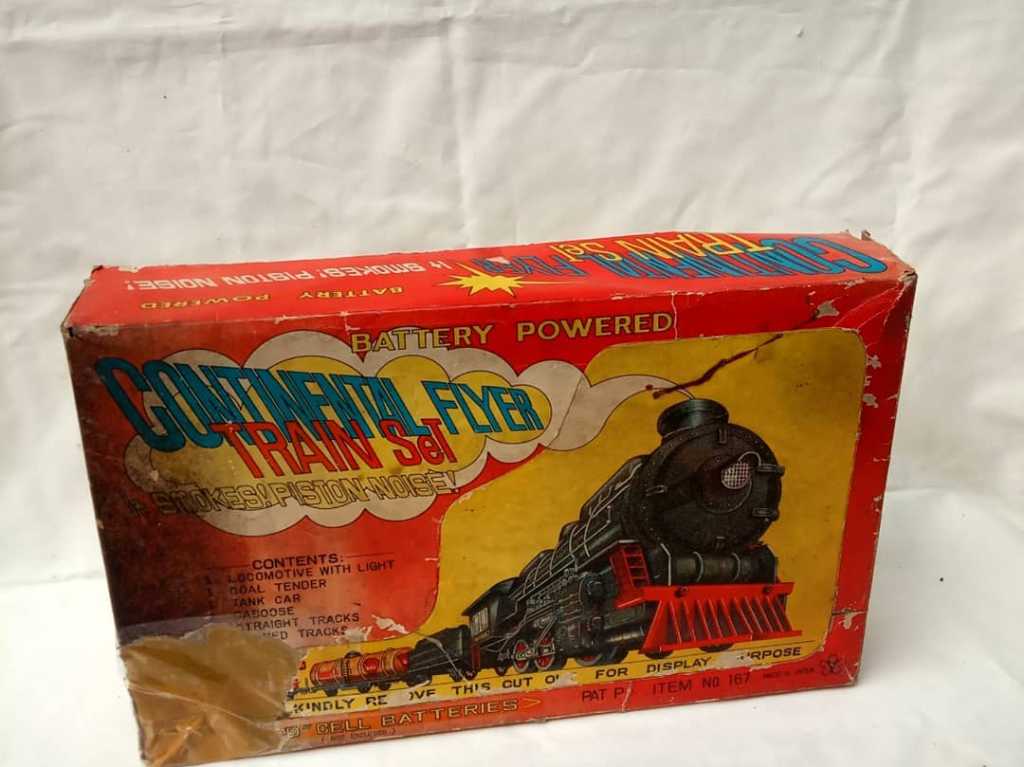 CONTINENTAL FLYER
TRAIN Set
SMOKES! PISTON NOISE!
BATTERY POWERED
BATTERY POWERED
CONTINENTAL FLYER
TRAIN Set
SMOKES! PISTON NOISE!
CONTENTS:
LOCOMOTIVE WITH LIGHT
COAL TENDER
TANK CAR
CABOOSE
STRAIGHT TRACKS
TRACKS
KINDLY THIS CUT FOR DISPLAY
PAT ITEM NO 167
"D" CELL BATTERIES